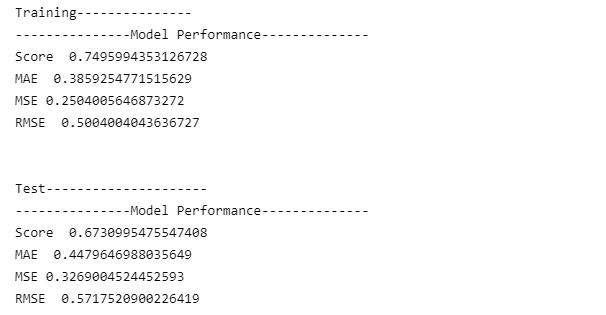 Training---------------
---------------Model Performance--------------
Score  0.7495994353126728
MAE  0.3859254771515629
MSE 0.2504005646873272
RMSE  0.5004004043636727
Test---------------------
---------------Model Performance--------------
Score  0.6730995475547408
MAE  0.4479646988035649
MSE 0.3269004524452593
RMSE  0.5717520900226419